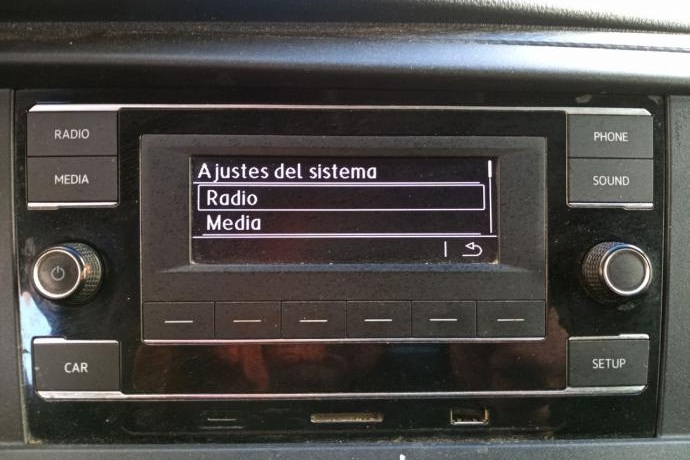 RADIO
PHONE
MEDIA
SOUND
Ajustes del sistema
Radio
Media
CAR
SETUP